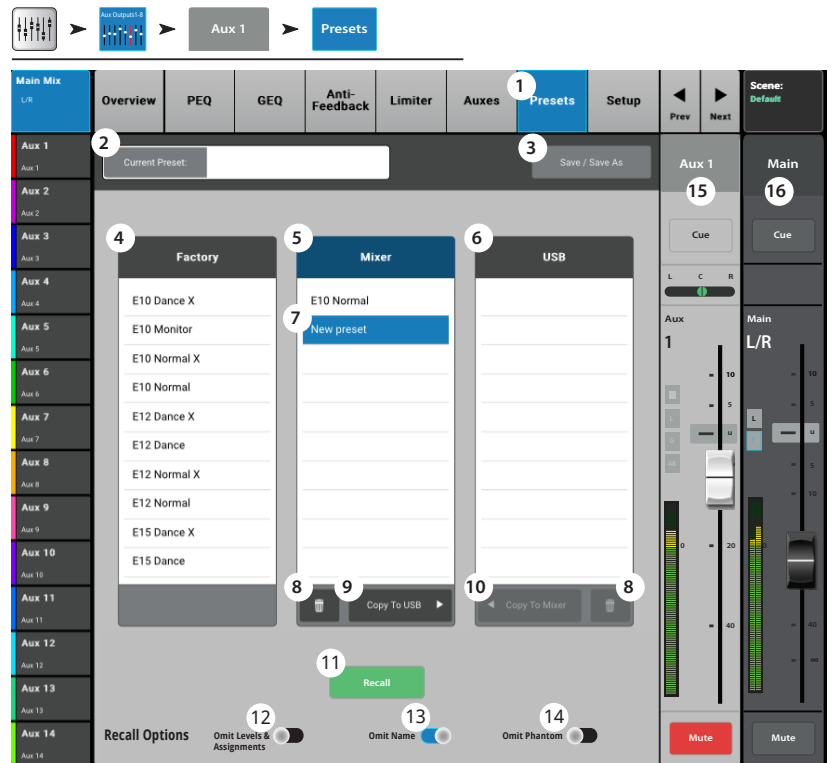 Aux Outputs1-8
Aux 1
Presets
Main Mix
L/R
Overview
PEQ
GEQ
Anti-
Feedback
Limiter
Auxes
1
Presets
Setup
Prev
Next
Scene:
Default
Aux 1
Aux 1
Aux 2
Aux 2
Aux 3
Aux 3
Aux 4
Aux 4
Aux 5
Aux 5
Aux 6
Aux 6
Aux 7
Aux 7
Aux 8
Aux 8
Aux 9
Aux 9
Aux 10
Aux 10
Aux 11
Aux 11
Aux 12
Aux 12
Aux 13
Aux 13
Aux 14
Aux 14
2
Current Preset:
3
Save / Save As
4
Factory
E10 Dance X
E10 Monitor
E10 Normal X
E10 Normal
E12 Dance X
E12 Dance
E12 Normal X
E12 Normal
E15 Dance X
E15 Dance
5
Mixer
E10 Normal
7
New preset
8
9
Copy To USB
6
USB
10
Copy To Mixer
8
11
Recall
Recall Options
12
Omit Levels &
Assignments
13
Omit Name
14
Omit Phantom
Aux 1
15
Cue
L C R
Aux
1
10
5
U
0
20
40
Mute
Main
16
Cue
Main
L/R
10
5
L
U
5
10
20
40
Mute